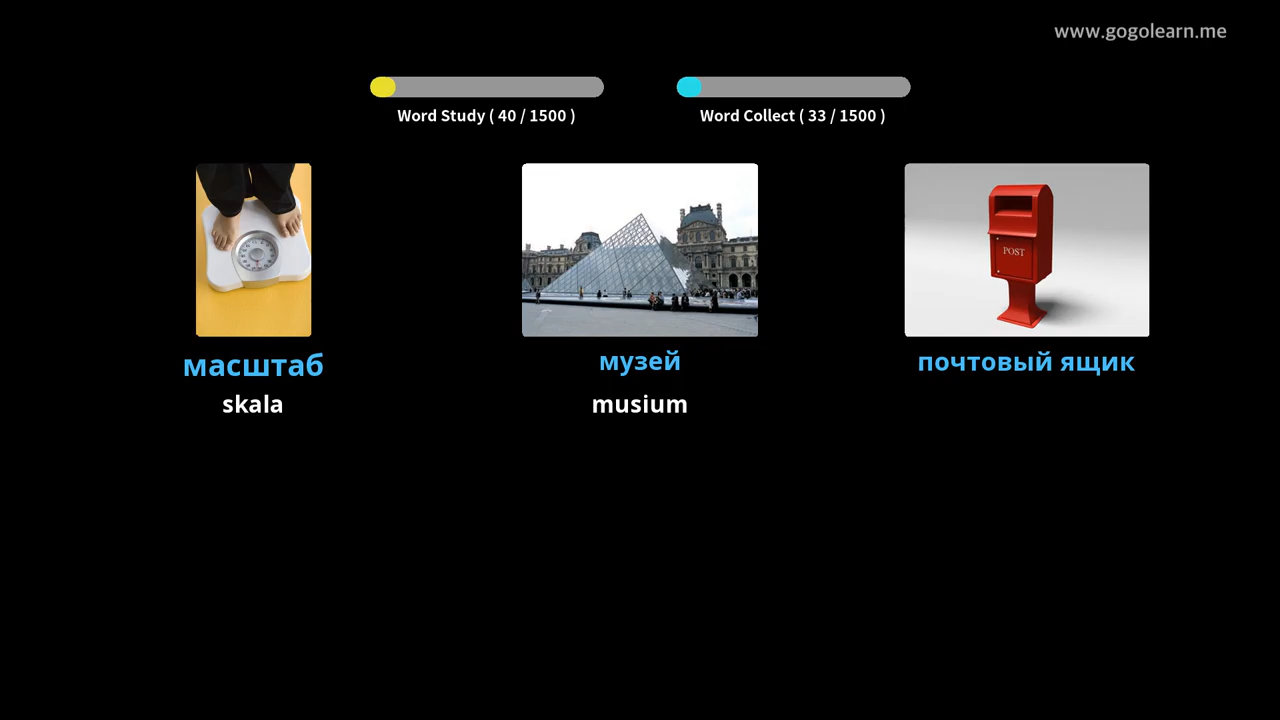 www.gogolearn.me
Word Study ( 40 / 1500 )
Word Collect ( 33 / 1500 )
POST
масштаб
музей
почтовый ящик
skala
musium